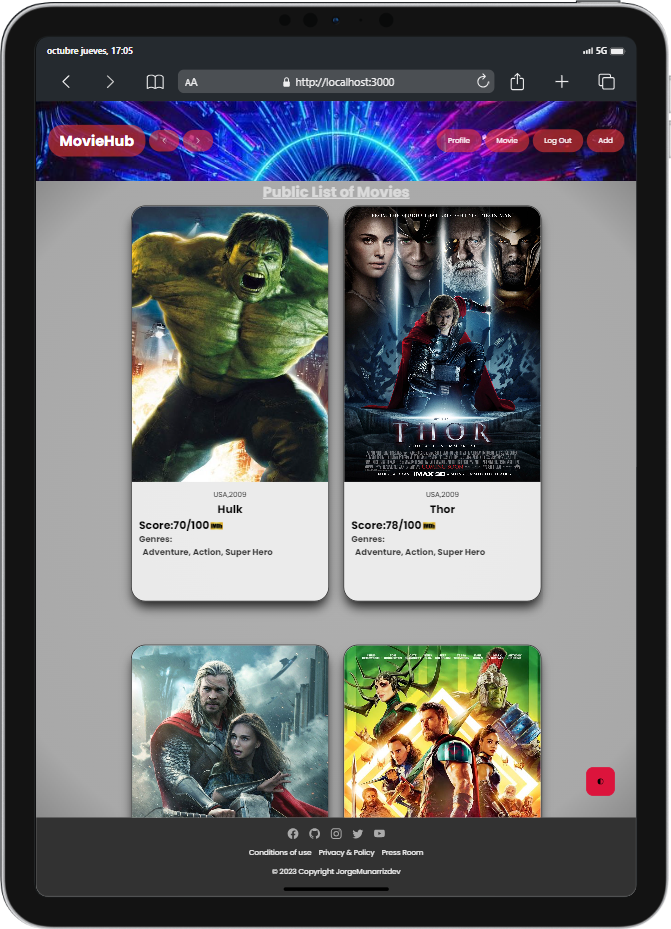 octubre jueves, 17:05
5G
AA http://localhost:3000
MovieHub ‹ › Profile Movie Log Out Add
Public List of Movies
THOR
IMAX 3D
USA,2009
Hulk
Score:70/100 IMDb
Genres:
Adventure, Action, Super Hero
USA,2009
Thor
Score:78/100 IMDb
Genres:
Adventure, Action, Super Hero
Conditions of use Privacy & Policy Press Room
© 2023 Copyright JorgeMunarrizdev